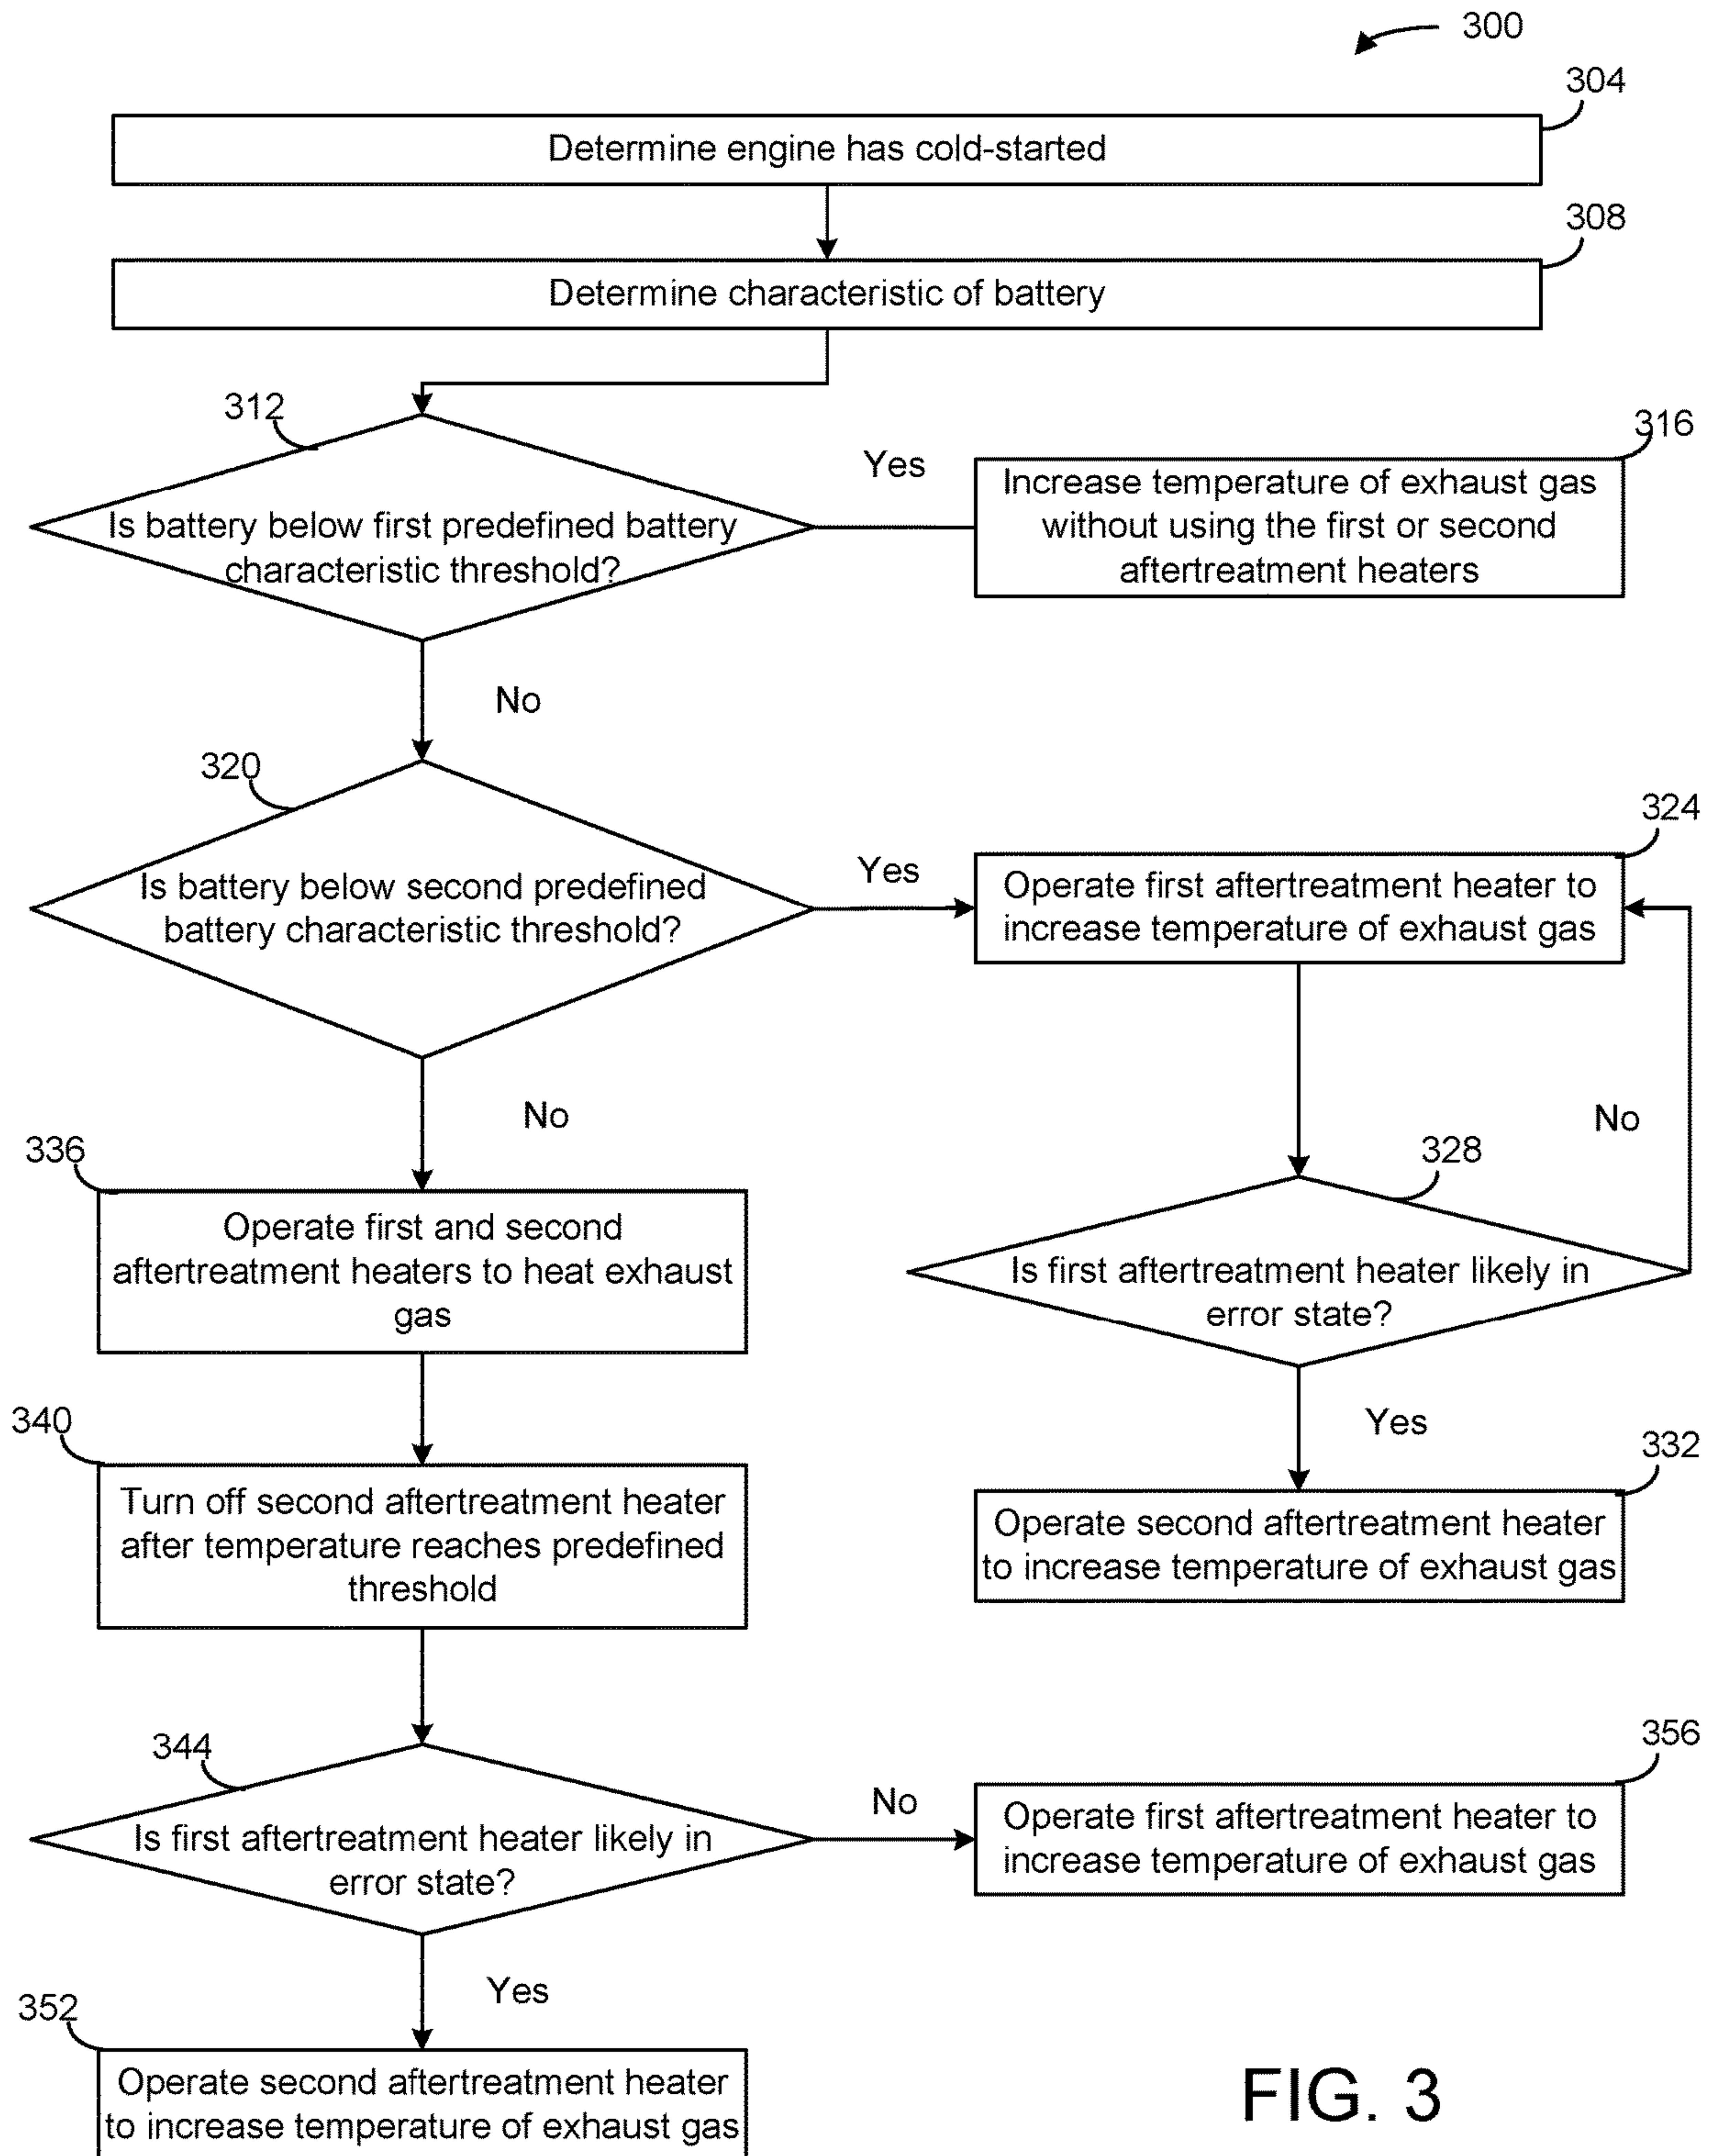 300
304
Determine engine has cold-started
308
Determine characteristic of battery
312
Is battery below first predefined battery
characteristic threshold?
Yes
316
Increase temperature of exhaust gas
without using the first or second
aftertreatment heaters
No
320
Is battery below second predefined
battery characteristic threshold?
Yes
324
Operate first aftertreatment heater to
increase temperature of exhaust gas
No
No
336
Operate first and second
aftertreatment heaters to heat exhaust
gas
328
Is first aftertreatment heater likely in
error state?
Yes
332
Operate second aftertreatment heater
to increase temperature of exhaust gas
340
Turn off second aftertreatment heater
after temperature reaches predefined
threshold
344
Is first aftertreatment heater likely in
error state?
No
356
Operate first aftertreatment heater to
increase temperature of exhaust gas
Yes
352
Operate second aftertreatment heater
to increase temperature of exhaust gas
FIG. 3